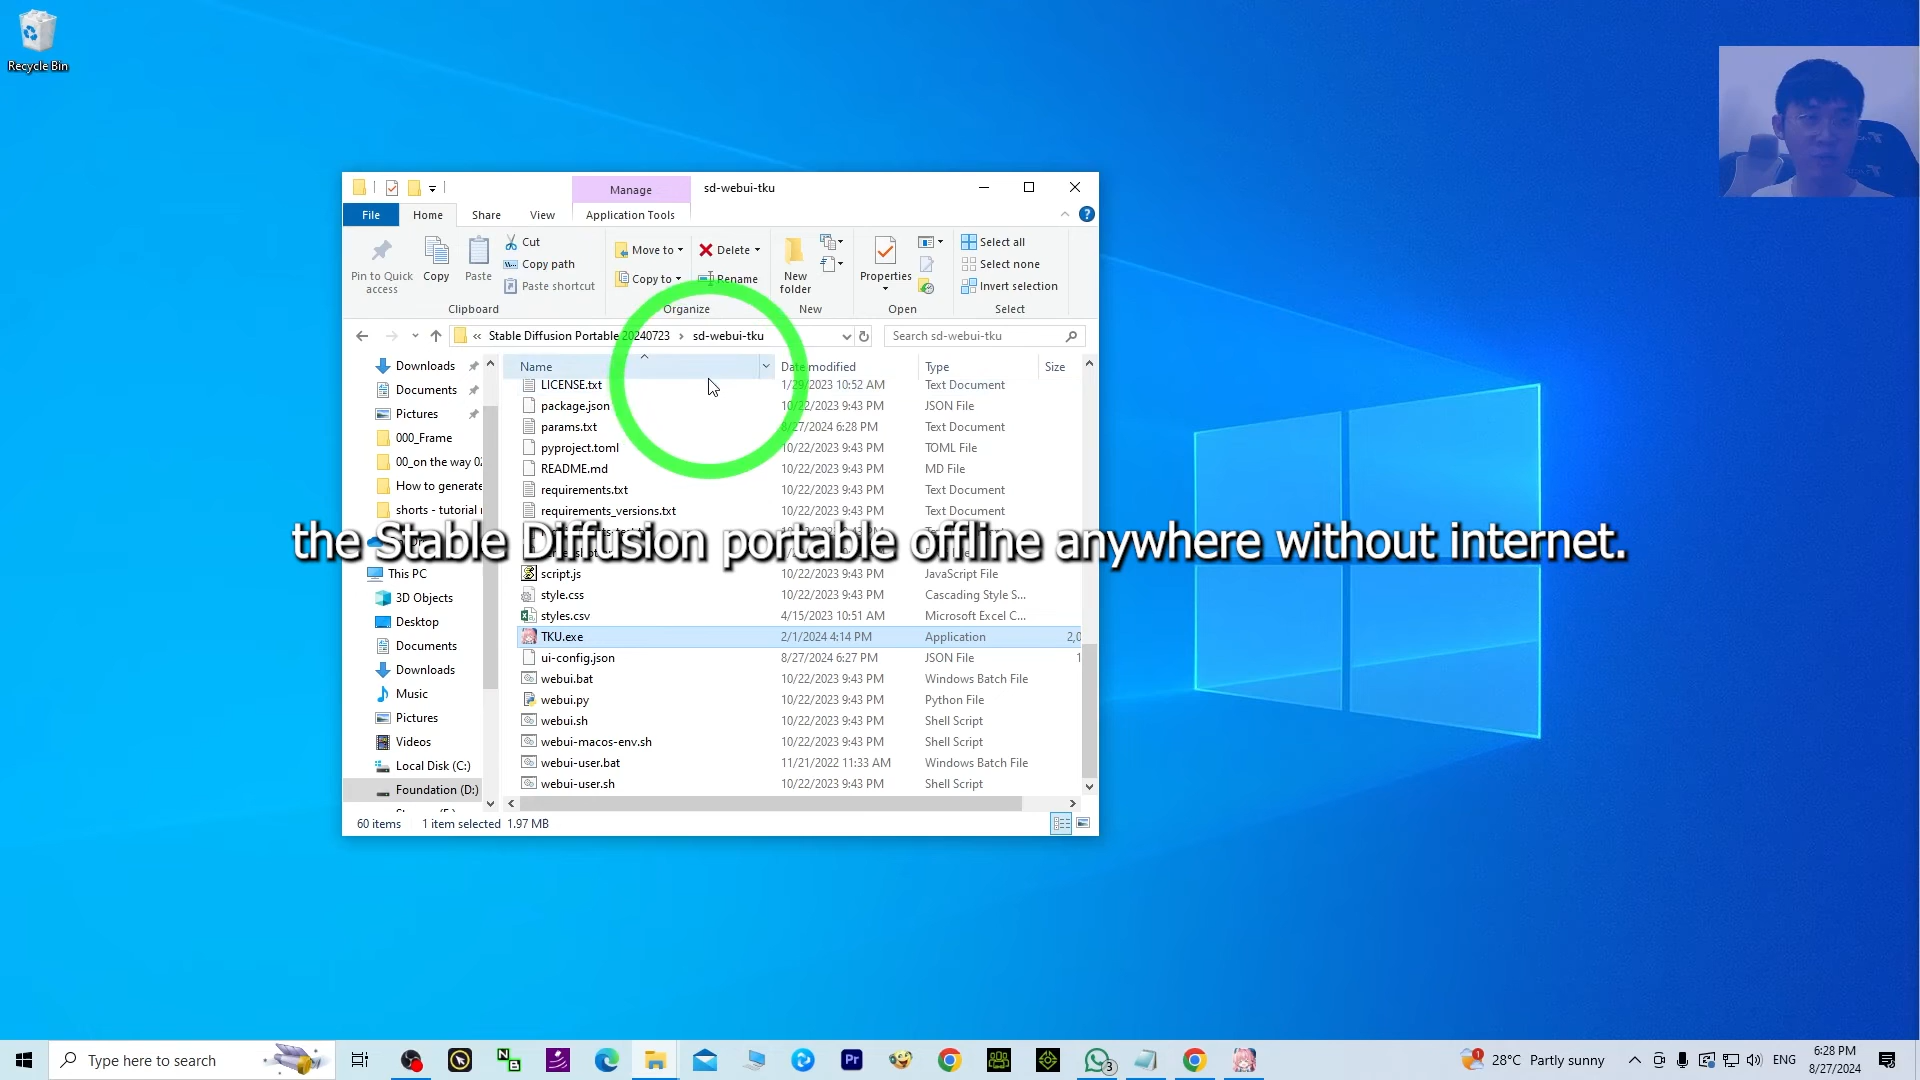 Recycle Bin
Manage
sd-webui-tku
File
Home
Share
View
Application Tools
Pin to Quick access
Copy
Paste
Cut
Copy path
Paste shortcut
Move to
Copy to
Delete
Rename
New folder
Properties
Select all
Select none
Invert selection
Clipboard
Organize
New
Open
Select
« Stable Diffusion Portable 20240723 › sd-webui-tku
Search sd-webui-tku
Name Date modified Type Size
LICENSE.txt 1/29/2023 10:52 AM Text Document
package.json 10/22/2023 9:43 PM JSON File
params.txt 8/27/2024 6:28 PM Text Document
pyproject.toml 10/22/2023 9:43 PM TOML File
README.md 10/22/2023 9:43 PM MD File
requirements.txt 10/22/2023 9:43 PM Text Document
requirements_versions.txt 10/22/2023 9:43 PM Text Document
the Stable Diffusion portable offline anywhere without internet.
script.js 10/22/2023 9:43 PM JavaScript File
style.css 10/22/2023 9:43 PM Cascading Style S...
styles.csv 4/15/2023 10:51 AM Microsoft Excel C...
TKU.exe 2/1/2024 4:14 PM Application 2,0
ui-config.json 8/27/2024 6:27 PM JSON File 1
webui.bat 10/22/2023 9:43 PM Windows Batch File
webui.py 10/22/2023 9:43 PM Python File
webui.sh 10/22/2023 9:43 PM Shell Script
webui-macos-env.sh 10/22/2023 9:43 PM Shell Script
webui-user.bat 11/21/2022 11:33 AM Windows Batch File
webui-user.sh 10/22/2023 9:43 PM Shell Script
Downloads
Documents
Pictures
000_Frame
00_on the way 02
How to generate
shorts - tutorial
This PC
3D Objects
Desktop
Documents
Downloads
Music
Pictures
Videos
Local Disk (C:)
Foundation (D:)
60 items 1 item selected 1.97 MB
Type here to search
Pr
3
1
28°C Partly sunny
ENG
6:28 PM
8/27/2024